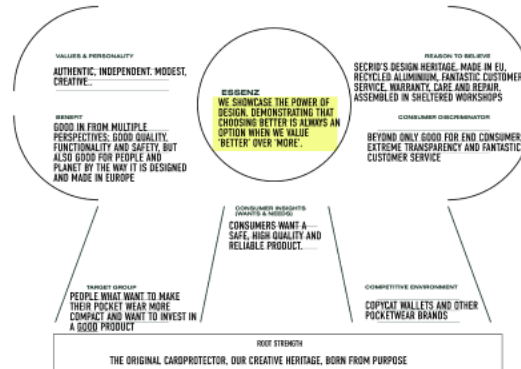 VALUES & PERSONALITY
AUTHENTIC, INDEPENDENT. MODEST,
CREATIVE..
BENEFIT
GOOD IN FROM MULTIPLE
PERSPECTIVES; GOOD QUALITY,
FUNCTIONALITY AND SAFETY, BUT
ALSO GOOD FOR PEOPLE AND
PLANET BY THE WAY IT IS DESIGNED
AND MADE IN EUROPE
ESSENZ
WE SHOWCASE THE POWER OF
DESIGN. DEMONSTRATING THAT
CHOOSING BETTER IS ALWAYS AN
OPTION WHEN WE VALUE
'BETTER' OVER 'MORE'.
REASON TO BELIEVE
SECRID'S DESIGN HERITAGE, MADE IN EU,
RECYCLED ALUMINIUM, FANTASTIC CUSTOMER
SERVICE, WARRANTY, CARE AND REPAIR,
ASSEMBLED IN SHELTERED WORKSHOPS
CONSUMER DISCRIMINATOR
BEYOND ONLY GOOD FOR END CONSUMER
EXTREME TRANSPARENCY AND FANTASTIC
CUSTOMER SERVICE
CONSUMER INSIGHTS
(WANTS & NEEDS)
CONSUMERS WANT A
SAFE, HIGH QUALITY AND
RELIABLE PRODUCT.
TARGET GROUP
PEOPLE WHAT WANT TO MAKE
THEIR POCKET WEAR MORE
COMPACT AND WANT TO INVEST IN
A GOOD PRODUCT
COMPETITIVE ENVIRONMENT
COPYCAT WALLETS AND OTHER
POCKETWEAR BRANDS
ROOT STRENGTH
THE ORIGINAL CARDPROTECTOR, OUR CREATIVE HERITAGE, BORN FROM PURPOSE